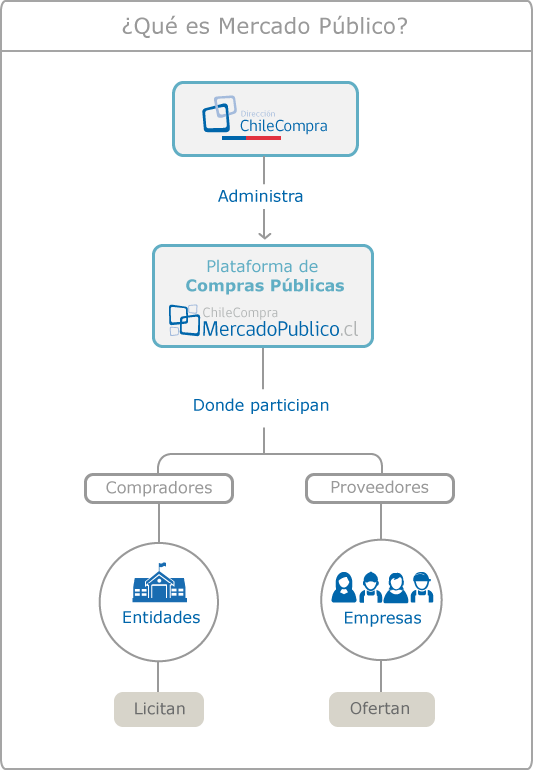 ¿Qué es Mercado Público?
Dirección
ChileCompra
Administra
Plataforma de
Compras Públicas
ChileCompra
MercadoPublico.cl
Donde participan
Compradores
Proveedores
Entidades
Empresas
Licitan
Ofertan